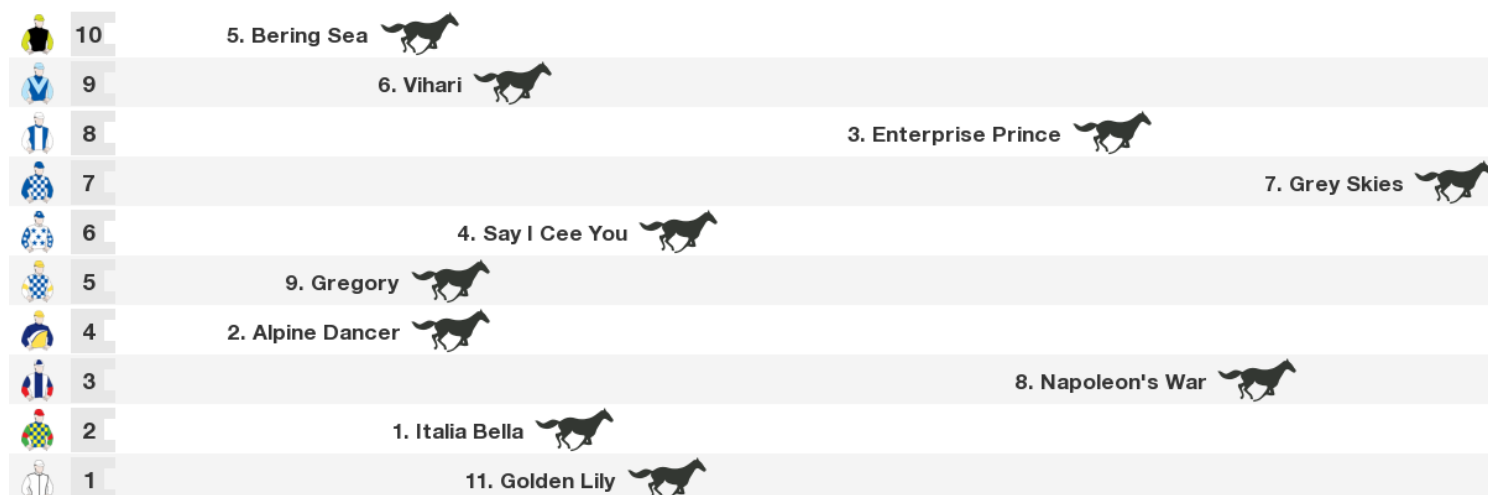 10 5. Bering Sea
9 6. Vihari
8 3. Enterprise Prince
7 7. Grey Skies
6 4. Say I Cee You
5 9. Gregory
4 2. Alpine Dancer
3 8. Napoleon's War
2 1. Italia Bella
1 11. Golden Lily